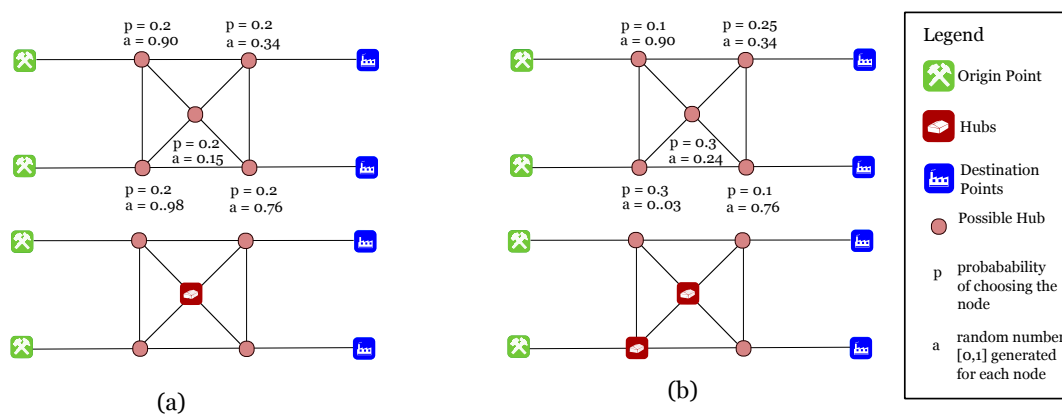 p = 0.2
a = 0.90
p = 0.2
a = 0.34
p = 0.2
a = 0.15
p = 0.2
a = 0..98
p = 0.2
a = 0.76
(a)
p = 0.1
a = 0.90
p = 0.25
a = 0.34
p = 0.3
a = 0.24
p = 0.3
a = 0..03
p = 0.1
a = 0.76
(b)
Legend
Origin Point
Hubs
Destination
Points
Possible Hub
p probabability
of choosing the
node
a random number
[0,1] generated
for each node